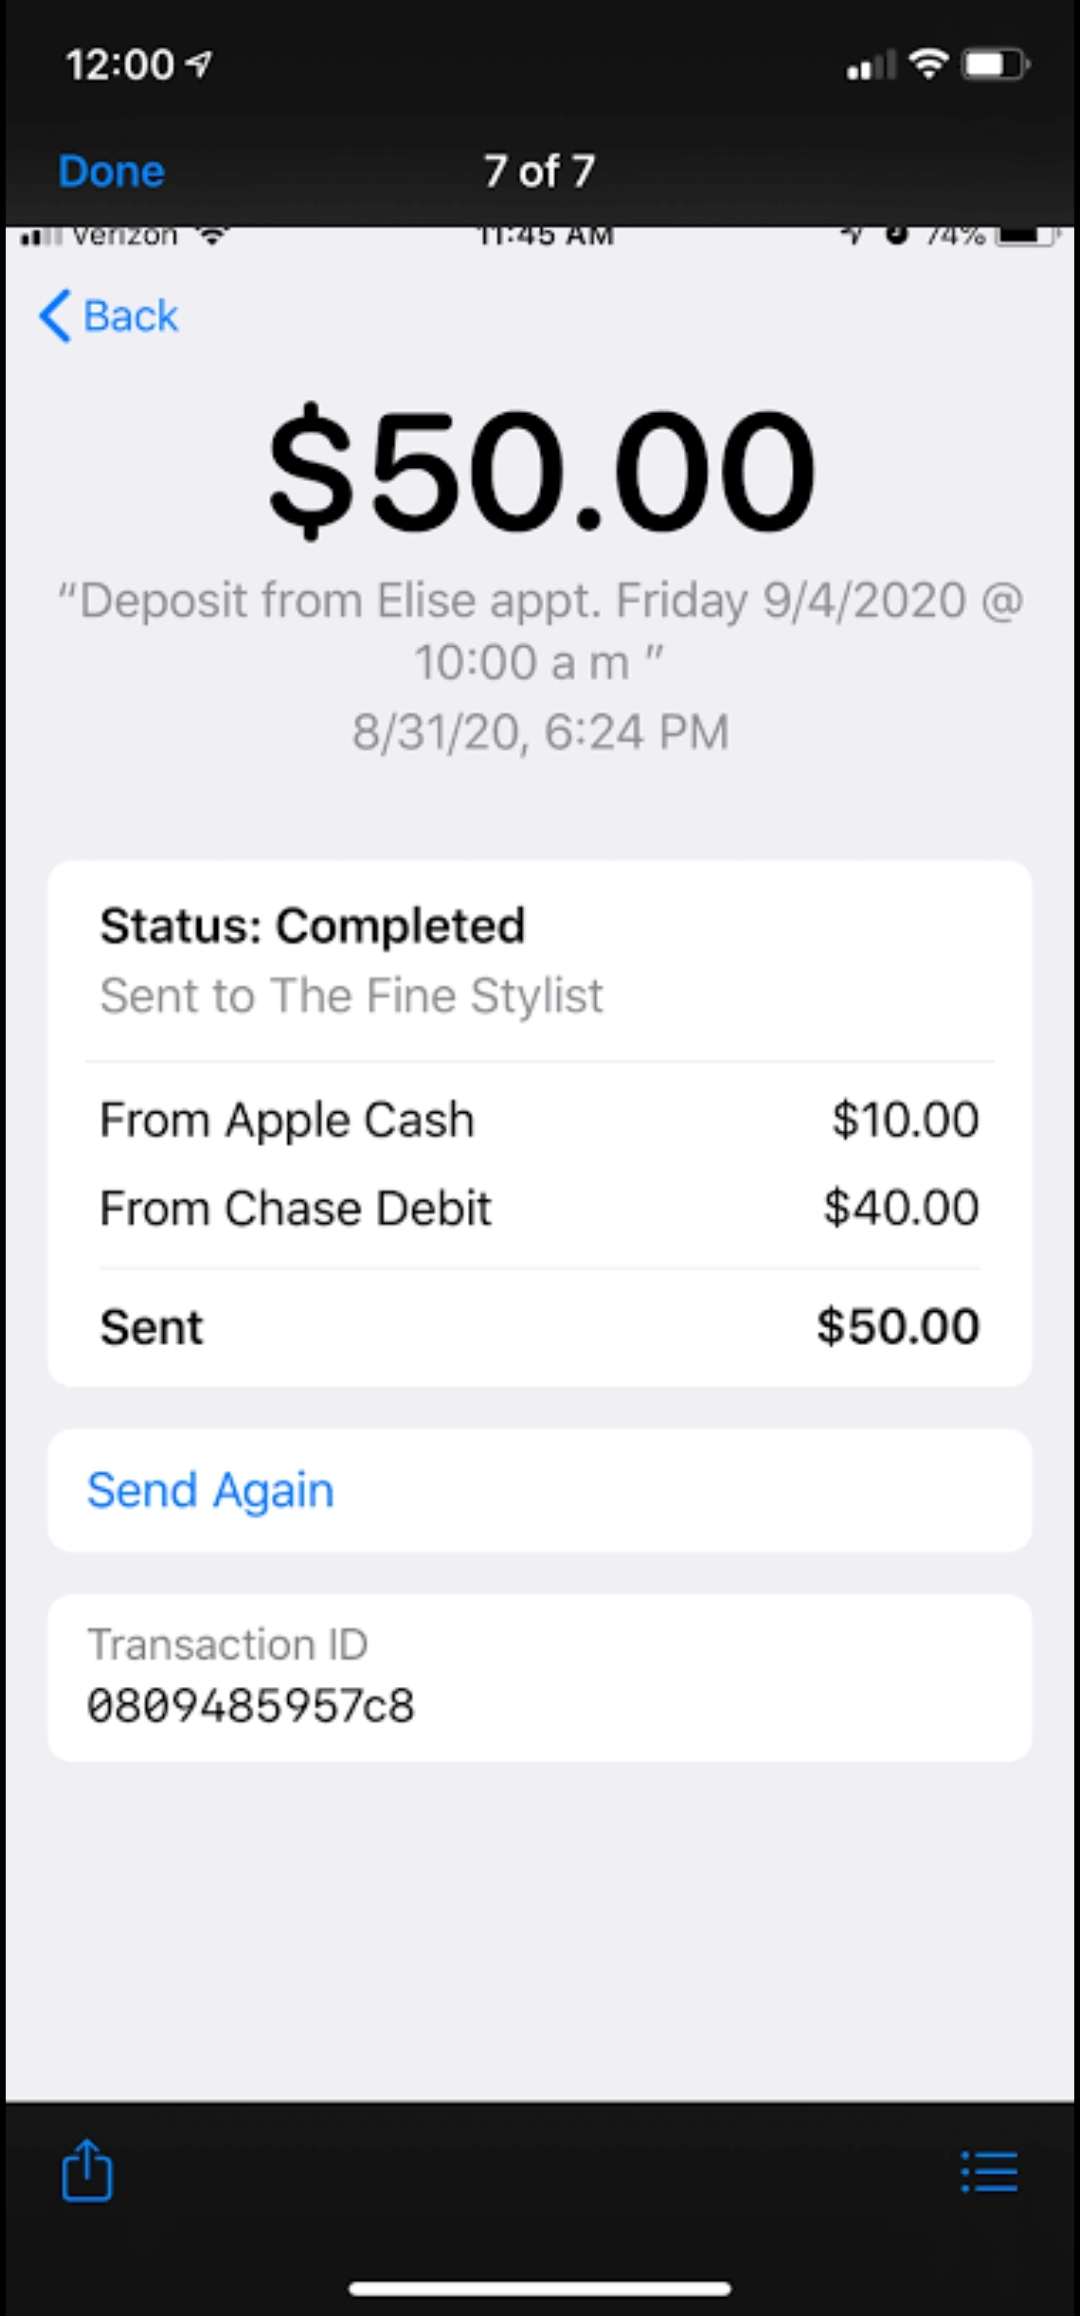 12:00
Done
7 of 7
Verizon 11:45 AM 74%
Back
$50.00
"Deposit from Elise appt. Friday 9/4/2020 @
10:00 a m "
8/31/20, 6:24 PM
Status: Completed
Sent to The Fine Stylist
From Apple Cash $10.00
From Chase Debit $40.00
Sent $50.00
Send Again
Transaction ID
0809485957c8